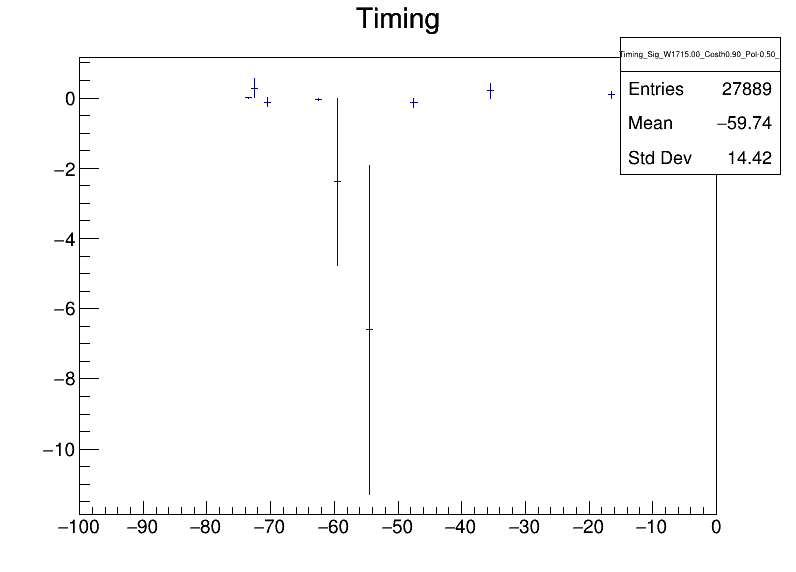 Timing
Timing_Sig_W1715.00_Costh0.90_Pol-0.50_
Entries 27889
Mean −59.74
Std Dev 14.42
0
−2
−4
−6
−8
−10
−100 −90 −80 −70 −60 −50 −40 −30 −20 −10 0